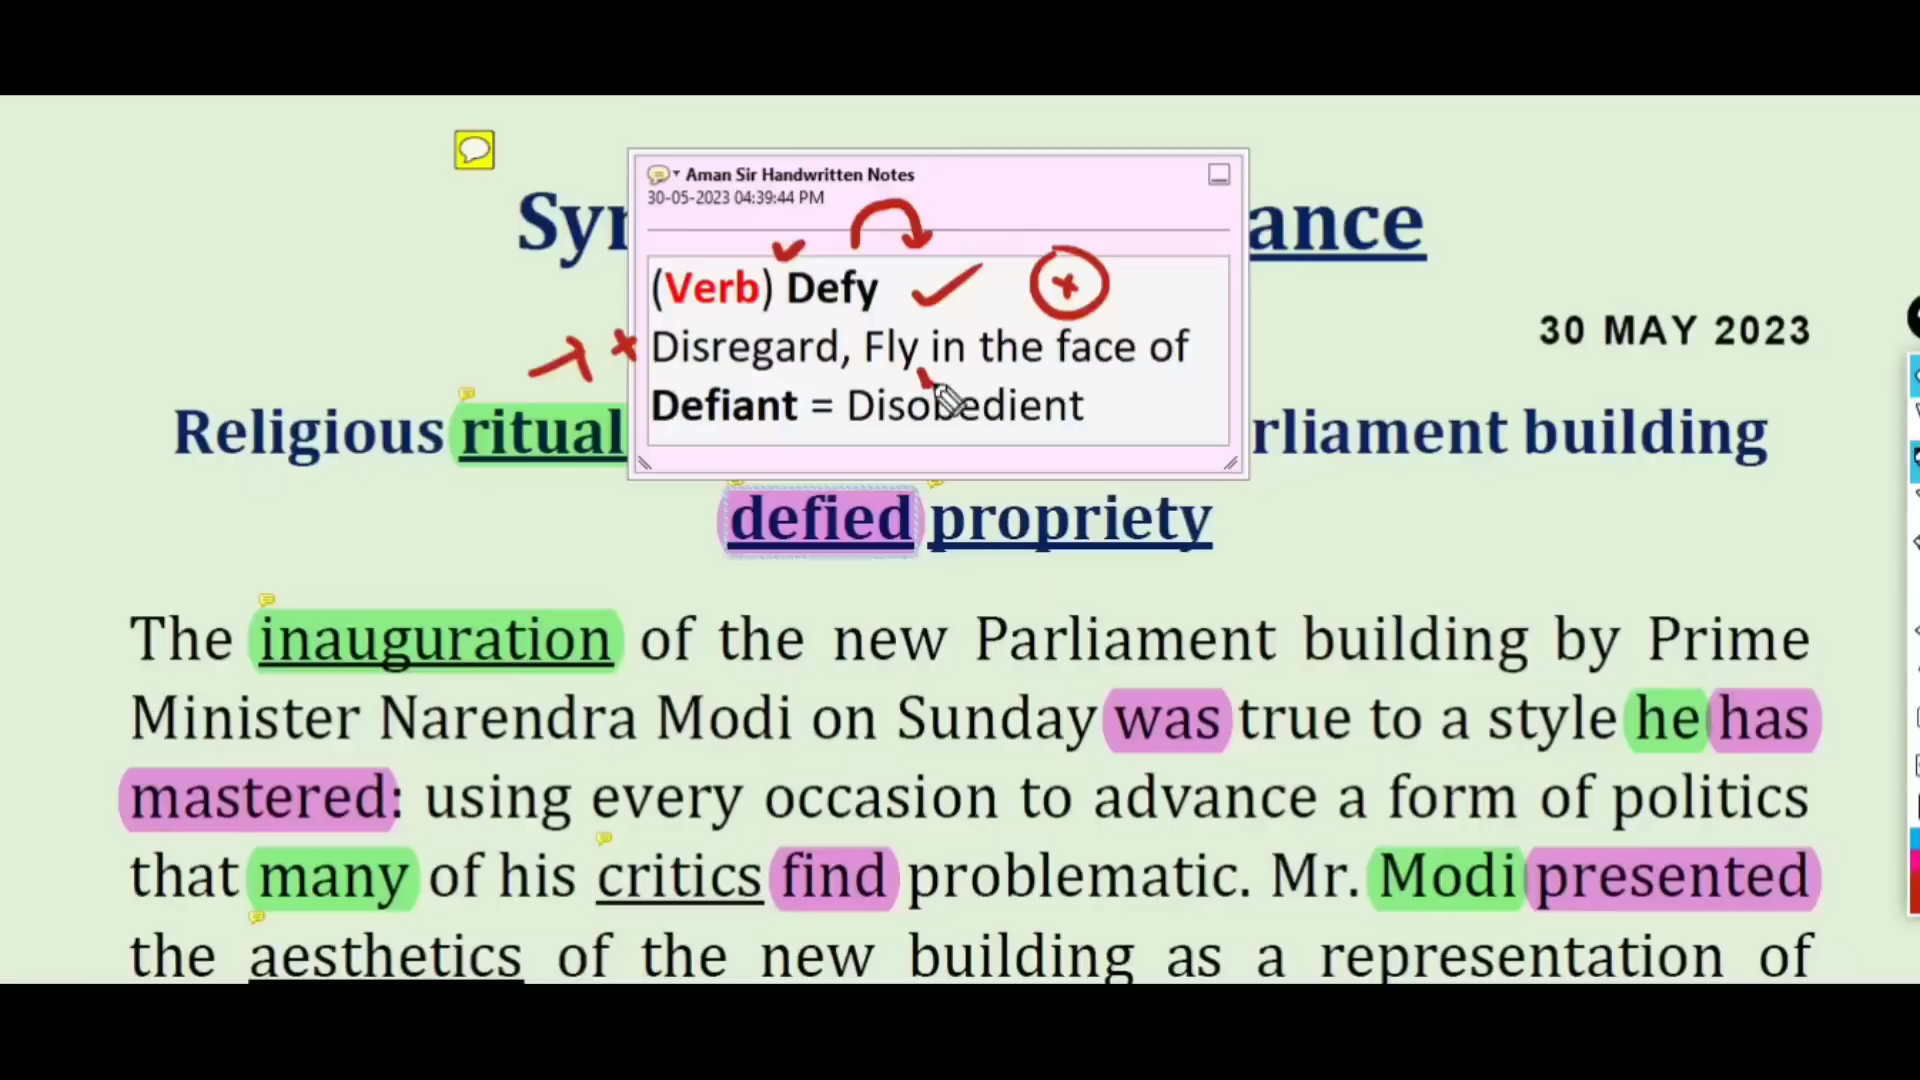 Aman Sir Handwritten Notes
30-05-2023 04:39:44 PM
ance
(Verb) Defy
Disregard, Fly in the face of
Defiant = Disobedient
30 MAY 2023
Religious ritual rliament building
defied propriety
The inauguration of the new Parliament building by Prime
Minister Narendra Modi on Sunday was true to a style he has
mastered: using every occasion to advance a form of politics
that many of his critics find problematic. Mr. Modi presented
the aesthetics of the new building as a representation of